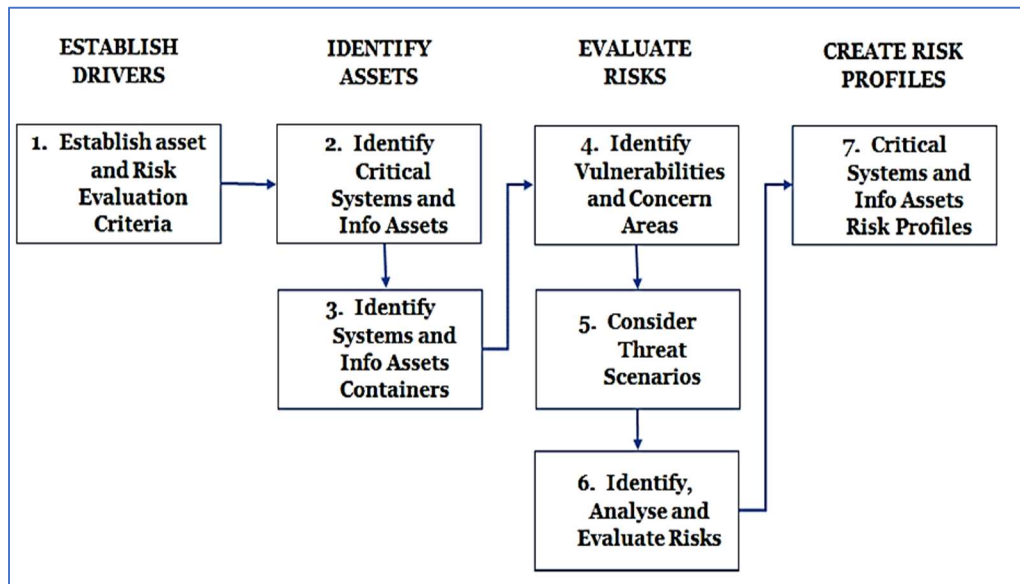 ESTABLISH
DRIVERS
IDENTIFY
ASSETS
EVALUATE
RISKS
CREATE RISK
PROFILES
1. Establish asset
and Risk
Evaluation
Criteria
2. Identify
Critical
Systems and
Info Assets
3. Identify
Systems and
Info Assets
Containers
4. Identify
Vulnerabilities
and Concern
Areas
5. Consider
Threat
Scenarios
6. Identify,
Analyse and
Evaluate Risks
7. Critical
Systems and
Info Assets
Risk Profiles